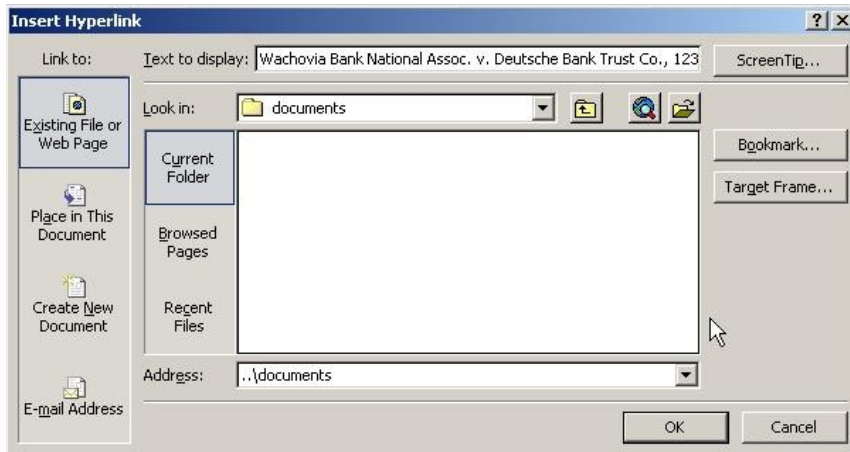 Insert Hyperlink
Link to:
Text to display: Wachovia Bank National Assoc. v. Deutsche Bank Trust Co., 123
ScreenTip...
Existing File or
Web Page
Place in This
Document
Create New
Document
E-mail Address
Look in: documents
Current
Folder
Browsed
Pages
Recent
Files
Bookmark...
Target Frame...
Address: ..\documents
OK
Cancel